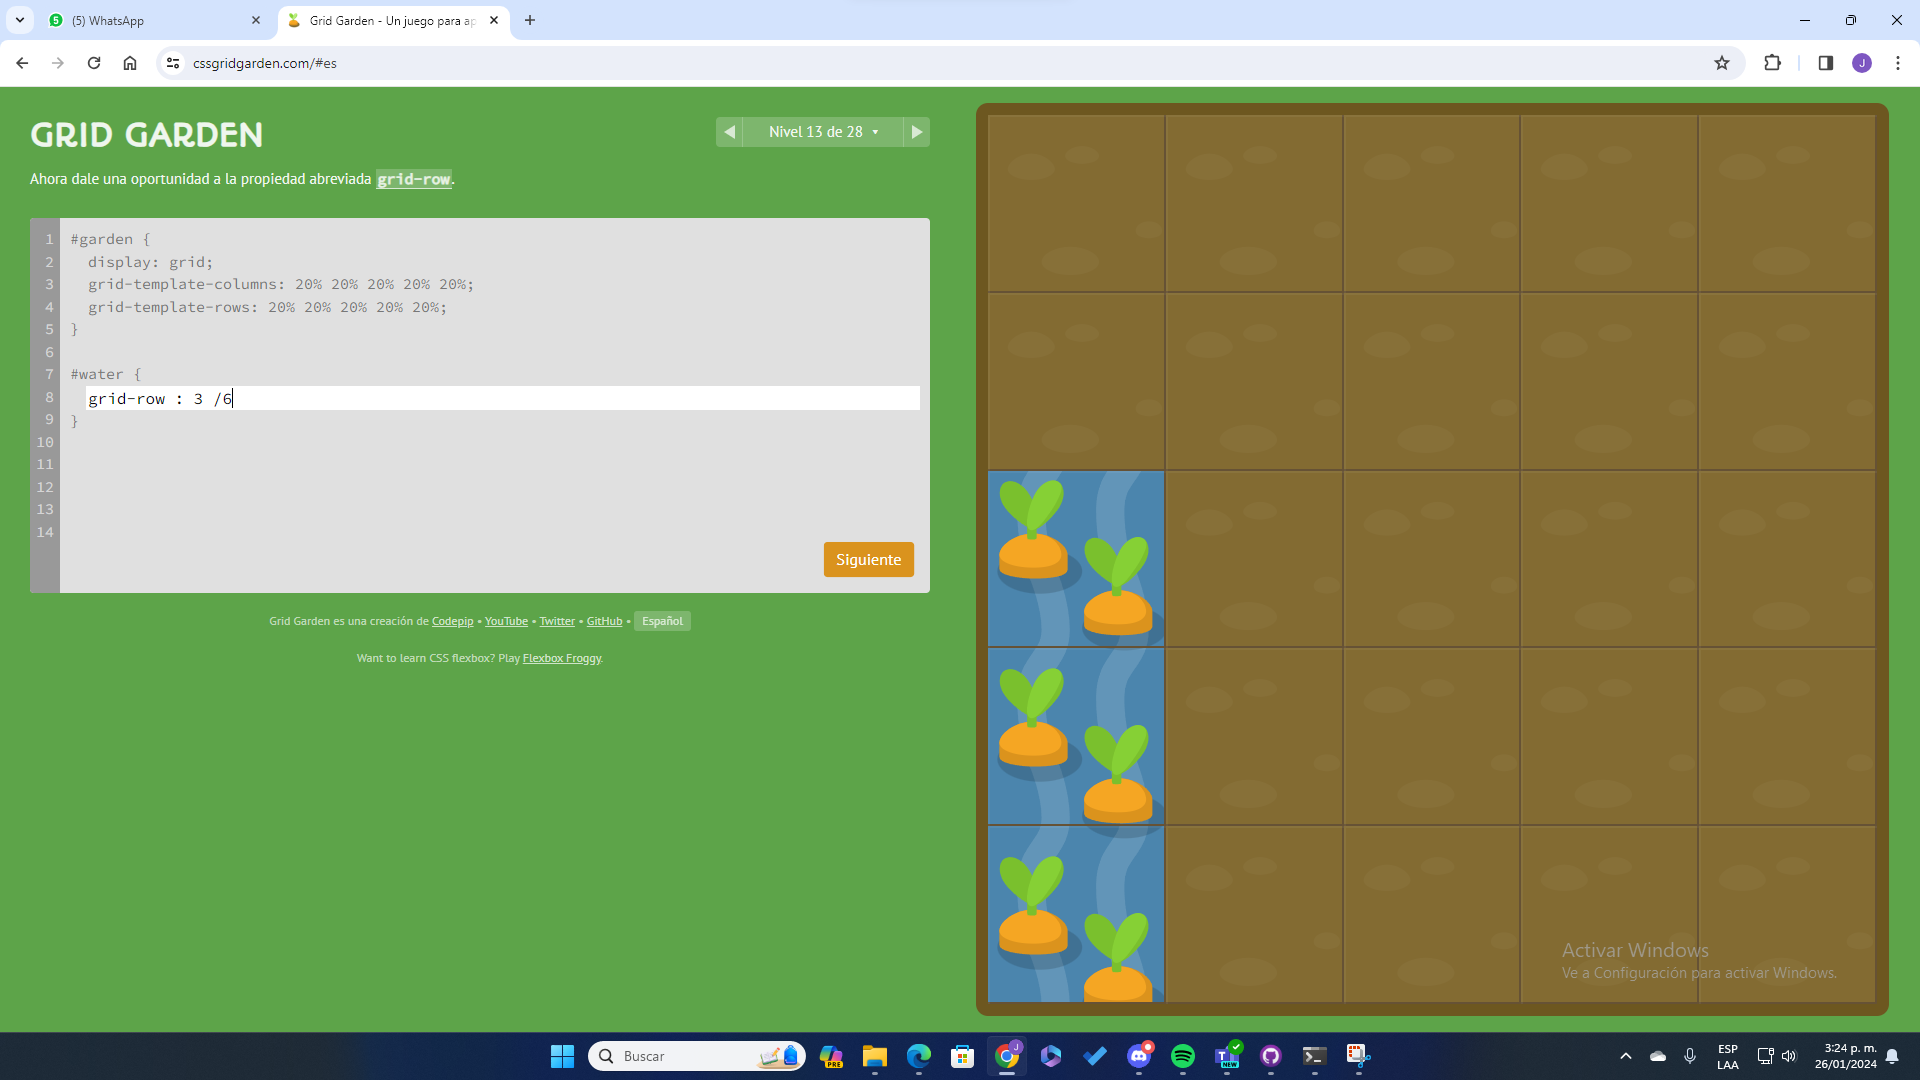 (5) WhatsApp
Grid Garden - Un juego para ap
cssgridgarden.com/#es
J
GRID GARDEN
Nivel 13 de 28
Ahora dale una oportunidad a la propiedad abreviada grid-row.
1 #garden {
2 display: grid;
3 grid-template-columns: 20% 20% 20% 20% 20%;
4 grid-template-rows: 20% 20% 20% 20% 20%;
5 }
6
7 #water {
8 grid-row : 3 /6
9 }
10
11
12
13
14
Siguiente
Grid Garden es una creación de Codepip • YouTube • Twitter • GitHub • Español
Want to learn CSS flexbox? Play Flexbox Froggy.
Activar Windows
Ve a Configuración para activar Windows.
Buscar
PRE
J
NEW
ESP
LAA
3:24 p. m.
26/01/2024